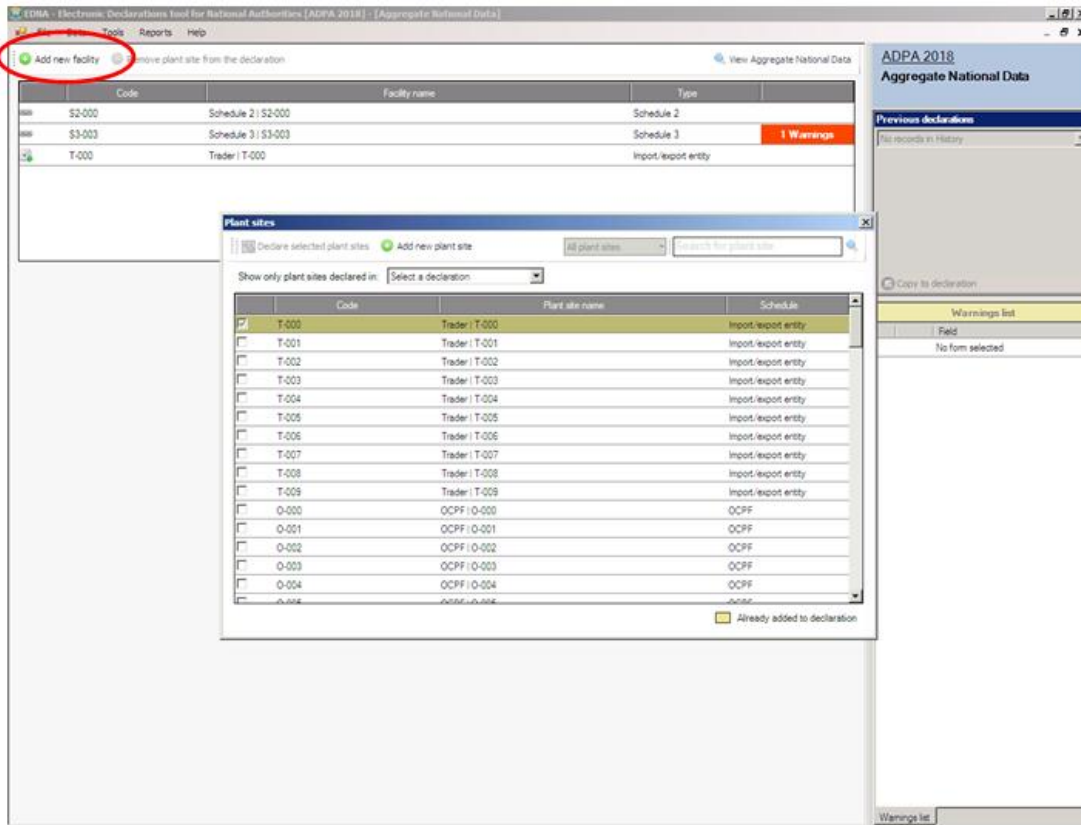 EDNA - Electronic Declarations tool for National Authorities [ADPA 2018] - [Aggregate National Data]
File Data Tools Reports Help
Add new facility Remove plant site from the declaration View Aggregate National Data
Code Facility name Type
S2-000 Schedule 2 | S2-000 Schedule 2
S3-003 Schedule 3 | S3-003 Schedule 3 1 Warnings
T-000 Trader | T-000 Import/export entity
Plant sites
Declare selected plant sites Add new plant site All plant sites Search for plant site
Show only plant sites declared in: Select a declaration
Code Plant site name Schedule
T-000 Trader | T-000 Import/export entity
T-001 Trader | T-001 Import/export entity
T-002 Trader | T-002 Import/export entity
T-003 Trader | T-003 Import/export entity
T-004 Trader | T-004 Import/export entity
T-005 Trader | T-005 Import/export entity
T-006 Trader | T-006 Import/export entity
T-007 Trader | T-007 Import/export entity
T-008 Trader | T-008 Import/export entity
T-009 Trader | T-009 Import/export entity
O-000 OCPF | O-000 OCPF
O-001 OCPF | O-001 OCPF
O-002 OCPF | O-002 OCPF
O-003 OCPF | O-003 OCPF
O-004 OCPF | O-004 OCPF
Already added to declaration
ADPA 2018
Aggregate National Data
Previous declarations
No records in History
Copy to declaration
Warnings list
Field
No form selected
Warnings list